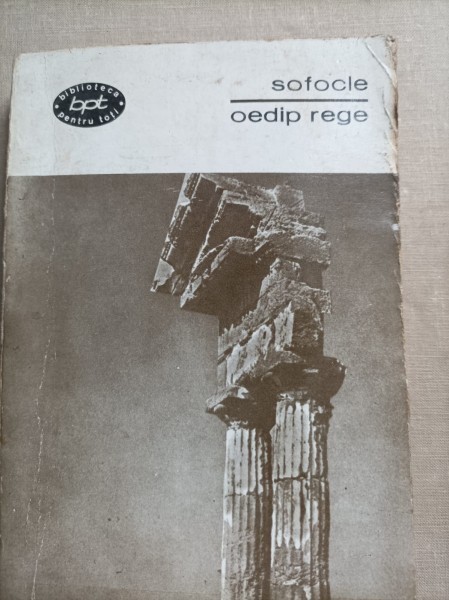 biblioteca
bpt
pentru toți
sofocle
oedip rege